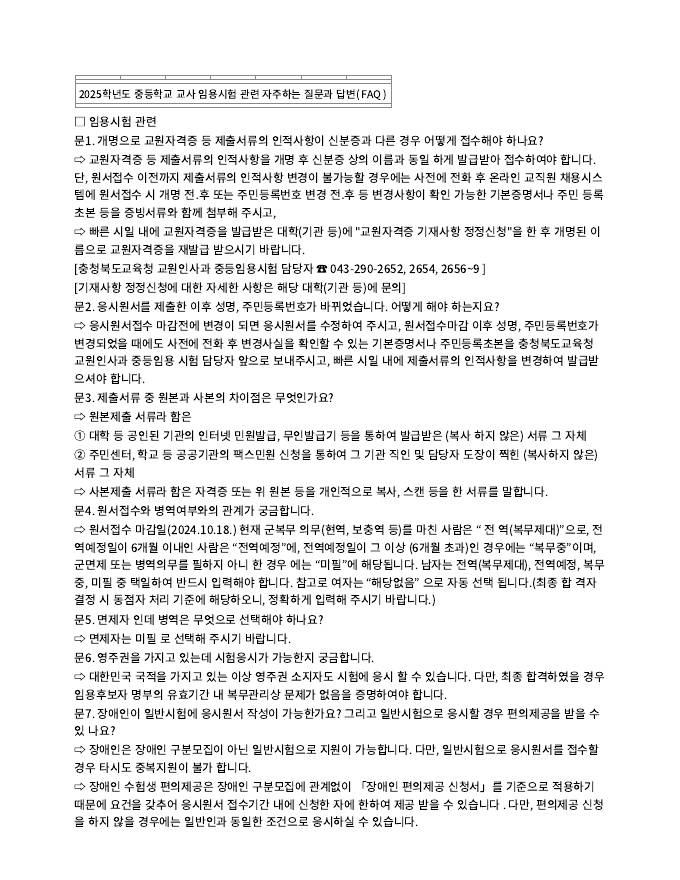 2025학년도 중등학교 교사 임용시험 관련 자주하는 질문과 답변(FAQ)
□ 임용시험 관련
문1. 개명으로 교원자격증 등 제출서류의 인적사항이 신분증과 다른 경우 어떻게 접수해야 하나요?
⇨ 교원자격증 등 제출서류의 인적사항을 개명 후 신분증 상의 이름과 동일 하게 발급받아 접수하여야 합니다.
단, 원서접수 이전까지 제출서류의 인적사항 변경이 불가능할 경우에는 사전에 전화 후 온라인 교직원 채용시스
템에 원서접수 시 개명 전.후 또는 주민등록번호 변경 전.후 등 변경사항이 확인 가능한 기본증명서나 주민 등록
초본 등을 증빙서류와 함께 첨부해 주시고,
⇨ 빠른 시일 내에 교원자격증을 발급받은 대학(기관 등)에 "교원자격증 기재사항 정정신청"을 한 후 개명된 이
름으로 교원자격증을 재발급 받으시기 바랍니다.
[충청북도교육청 교원인사과 중등임용시험 담당자 ☎ 043-290-2652, 2654, 2656~9 ]
[기재사항 정정신청에 대한 자세한 사항은 해당 대학(기관 등)에 문의]
문2. 응시원서를 제출한 이후 성명, 주민등록번호가 바뀌었습니다. 어떻게 해야 하는지요?
⇨ 응시원서접수 마감전에 변경이 되면 응시원서를 수정하여 주시고, 원서접수마감 이후 성명, 주민등록번호가
변경되었을 때에도 사전에 전화 후 변경사실을 확인할 수 있는 기본증명서나 주민등록초본을 충청북도교육청
교원인사과 중등임용 시험 담당자 앞으로 보내주시고, 빠른 시일 내에 제출서류의 인적사항을 변경하여 발급받
으셔야 합니다.
문3. 제출서류 중 원본과 사본의 차이점은 무엇인가요?
⇨ 원본제출 서류라 함은
① 대학 등 공인된 기관의 인터넷 민원발급, 무인발급기 등을 통하여 발급받은 (복사 하지 않은) 서류 그 자체
② 주민센터, 학교 등 공공기관의 팩스민원 신청을 통하여 그 기관 직인 및 담당자 도장이 찍힌 (복사하지 않은)
서류 그 자체
⇨ 사본제출 서류라 함은 자격증 또는 위 원본 등을 개인적으로 복사, 스캔 등을 한 서류를 말합니다.
문4. 원서접수와 병역여부와의 관계가 궁금합니다.
⇨ 원서접수 마감일(2024.10.18.) 현재 군복무 의무(현역, 보충역 등)를 마친 사람은 “ 전 역(복무제대)”으로, 전
역예정일이 6개월 이내인 사람은 “전역예정”에, 전역예정일이 그 이상 (6개월 초과)인 경우에는 “복무중”이며,
군면제 또는 병역의무를 필하지 아니 한 경우 에는 “미필”에 해당됩니다. 남자는 전역(복무제대), 전역예정, 복무
중, 미필 중 택일하여 반드시 입력해야 합니다. 참고로 여자는 “해당없음” 으로 자동 선택 됩니다.(최종 합 격자
결정 시 동점자 처리 기준에 해당하오니, 정확하게 입력해 주시기 바랍니다.)
문5. 면제자 인데 병역은 무엇으로 선택해야 하나요?
⇨ 면제자는 미필 로 선택해 주시기 바랍니다.
문6. 영주권을 가지고 있는데 시험응시가 가능한지 궁금합니다.
⇨ 대한민국 국적을 가지고 있는 이상 영주권 소지자도 시험에 응시 할 수 있습니다. 다만, 최종 합격하였을 경우
임용후보자 명부의 유효기간 내 복무관리상 문제가 없음을 증명하여야 합니다.
문7. 장애인이 일반시험에 응시원서 작성이 가능한가요? 그리고 일반시험으로 응시할 경우 편의제공을 받을 수
있 나요?
⇨ 장애인은 장애인 구분모집이 아닌 일반시험으로 지원이 가능합니다. 다만, 일반시험으로 응시원서를 접수할
경우 타시도 중복지원이 불가 합니다.
⇨ 장애인 수험생 편의제공은 장애인 구분모집에 관계없이 「장애인 편의제공 신청서」를 기준으로 적용하기
때문에 요건을 갖추어 응시원서 접수기간 내에 신청한 자에 한하여 제공 받을 수 있습니다 . 다만, 편의제공 신청
을 하지 않을 경우에는 일반인과 동일한 조건으로 응시하실 수 있습니다.